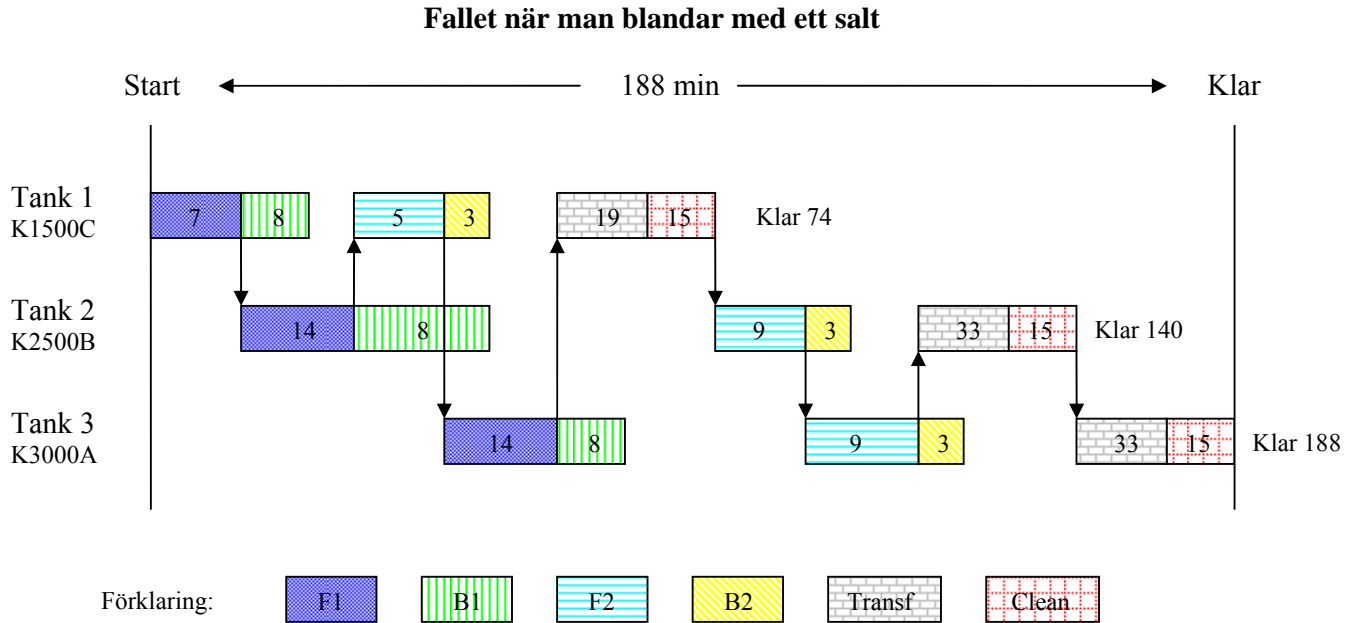 Fallet när man blandar med ett salt
Start 188 min Klar
Tank 1
K1500C
7 8 5 3 19 15 Klar 74
Tank 2
K2500B
14 8 9 3 33 15 Klar 140
Tank 3
K3000A
14 8 9 3 33 15 Klar 188
Förklaring: F1 B1 F2 B2 Transf Clean